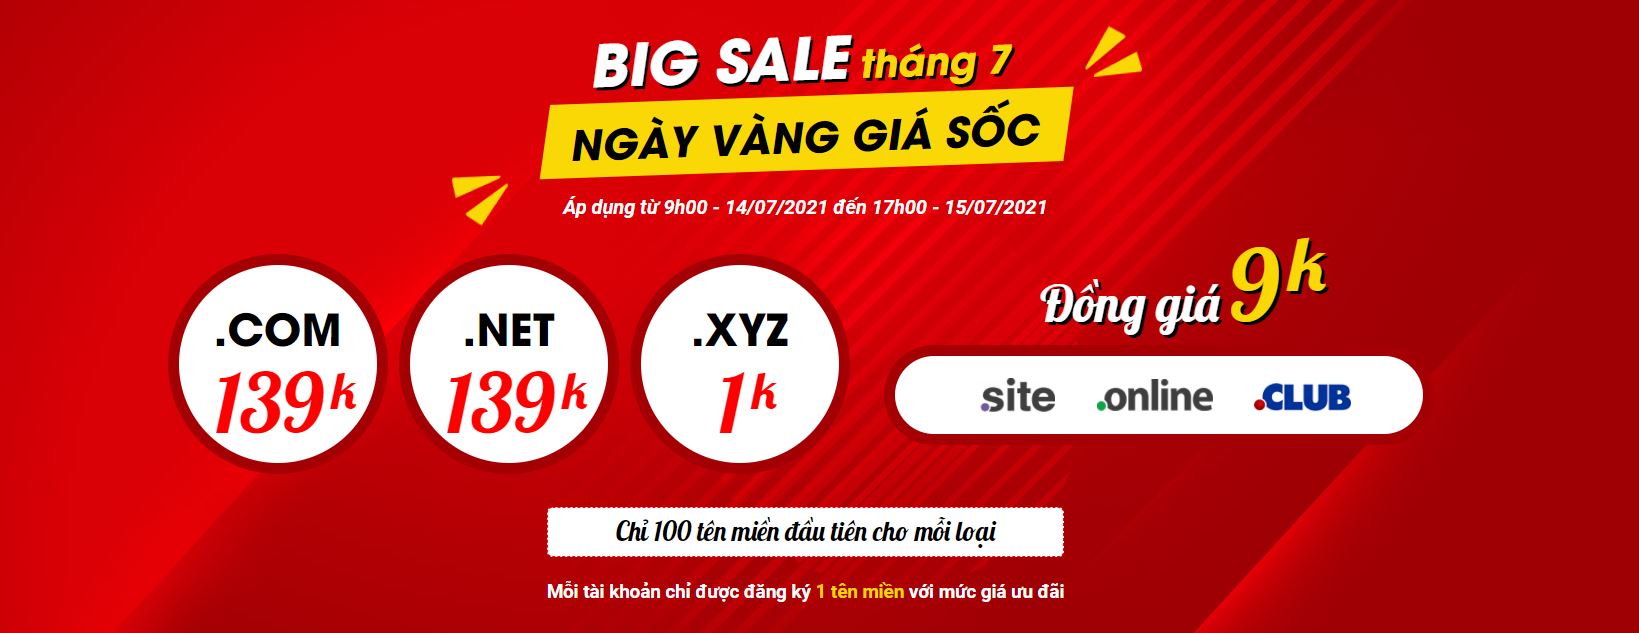 BIG SALE tháng 7
NGÀY VÀNG GIÁ SỐC
Áp dụng từ 9h00 - 14/07/2021 đến 17h00 - 15/07/2021
.COM
139k
.NET
139k
.XYZ
1k
Đồng giá 9k
.site .online .CLUB
Chỉ 100 tên miền đầu tiên cho mỗi loại
Mỗi tài khoản chỉ được đăng ký 1 tên miền với mức giá ưu đãi